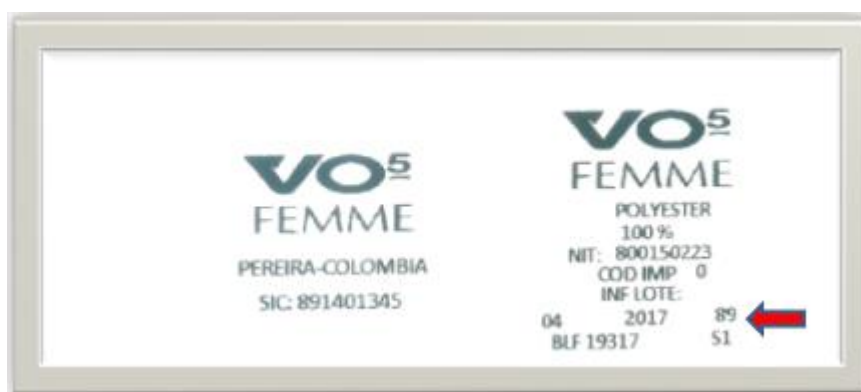 VO5
FEMME
PEREIRA-COLOMBIA
SIC: 891401345
VO5
FEMME
POLYESTER
100 %
NIT: 800150223
COD IMP 0
INF LOTE:
04 2017 89
BLF 19317 S1